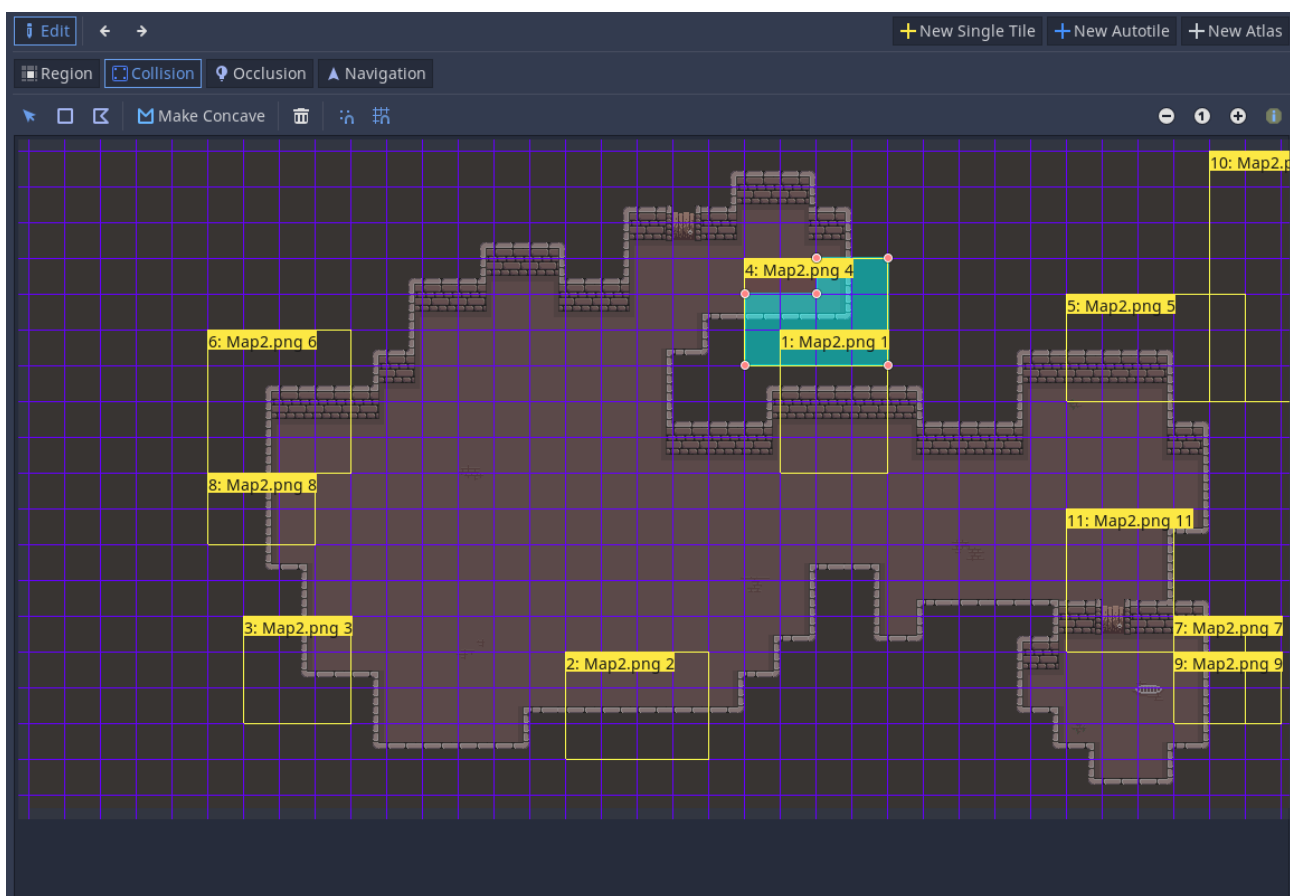 Edit
New Single Tile
New Autotile
New Atlas
Region
Collision
Occlusion
Navigation
Make Concave
1
10: Map2.p
4: Map2.png 4
5: Map2.png 5
6: Map2.png 6
1: Map2.png 1
8: Map2.png 8
11: Map2.png 11
3: Map2.png 3
7: Map2.png 7
2: Map2.png 2
9: Map2.png 9